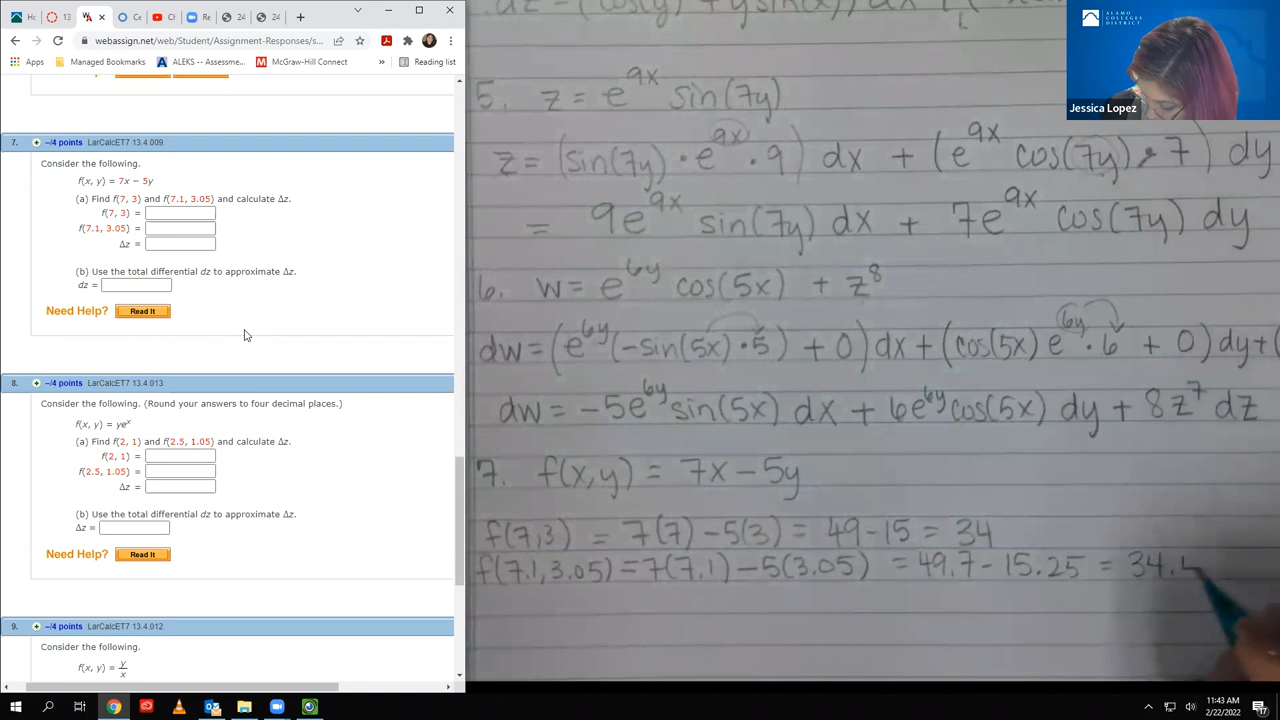 webassign.net/web/Student/Assignment-Responses/s...
Apps Managed Bookmarks ALEKS -- Assessme... McGraw-Hill Connect » Reading list
7. –/4 points LarCalcET7 13.4.009.
Consider the following.
f(x, y) = 7x − 5y
(a) Find f(7, 3) and f(7.1, 3.05) and calculate Δz.
f(7, 3) =
f(7.1, 3.05) =
Δz =
(b) Use the total differential dz to approximate Δz.
dz =
Need Help? Read It
8. –/4 points LarCalcET7 13.4.013.
Consider the following. (Round your answers to four decimal places.)
f(x, y) = yeˣ
(a) Find f(2, 1) and f(2.5, 1.05) and calculate Δz.
f(2, 1) =
f(2.5, 1.05) =
Δz =
(b) Use the total differential dz to approximate Δz.
Δz =
Need Help? Read It
9. –/4 points LarCalcET7 13.4.012.
Consider the following.
f(x, y) = y/x
5. z = e^9x sin(7y)
z = (sin(7y) · e^9x · 9) dx + (e^9x cos(7y) · 7) dy
= 9e^9x sin(7y) dx + 7e^9x cos(7y) dy
6. w = e^6y cos(5x) + z^8
dw = (e^6y(-sin(5x) · 5) + 0) dx + (cos(5x) e^6y · 6 + 0) dy + (
dw = -5e^6y sin(5x) dx + 6e^6y cos(5x) dy + 8z^7 dz
7. f(x,y) = 7x - 5y
f(7,3) = 7(7) - 5(3) = 49 - 15 = 34
f(7.1, 3.05) = 7(7.1) - 5(3.05) = 49.7 - 15.25 = 34.
ALAMO
COLLEGES
DISTRICT
Jessica Lopez
11:43 AM
2/22/2022
17